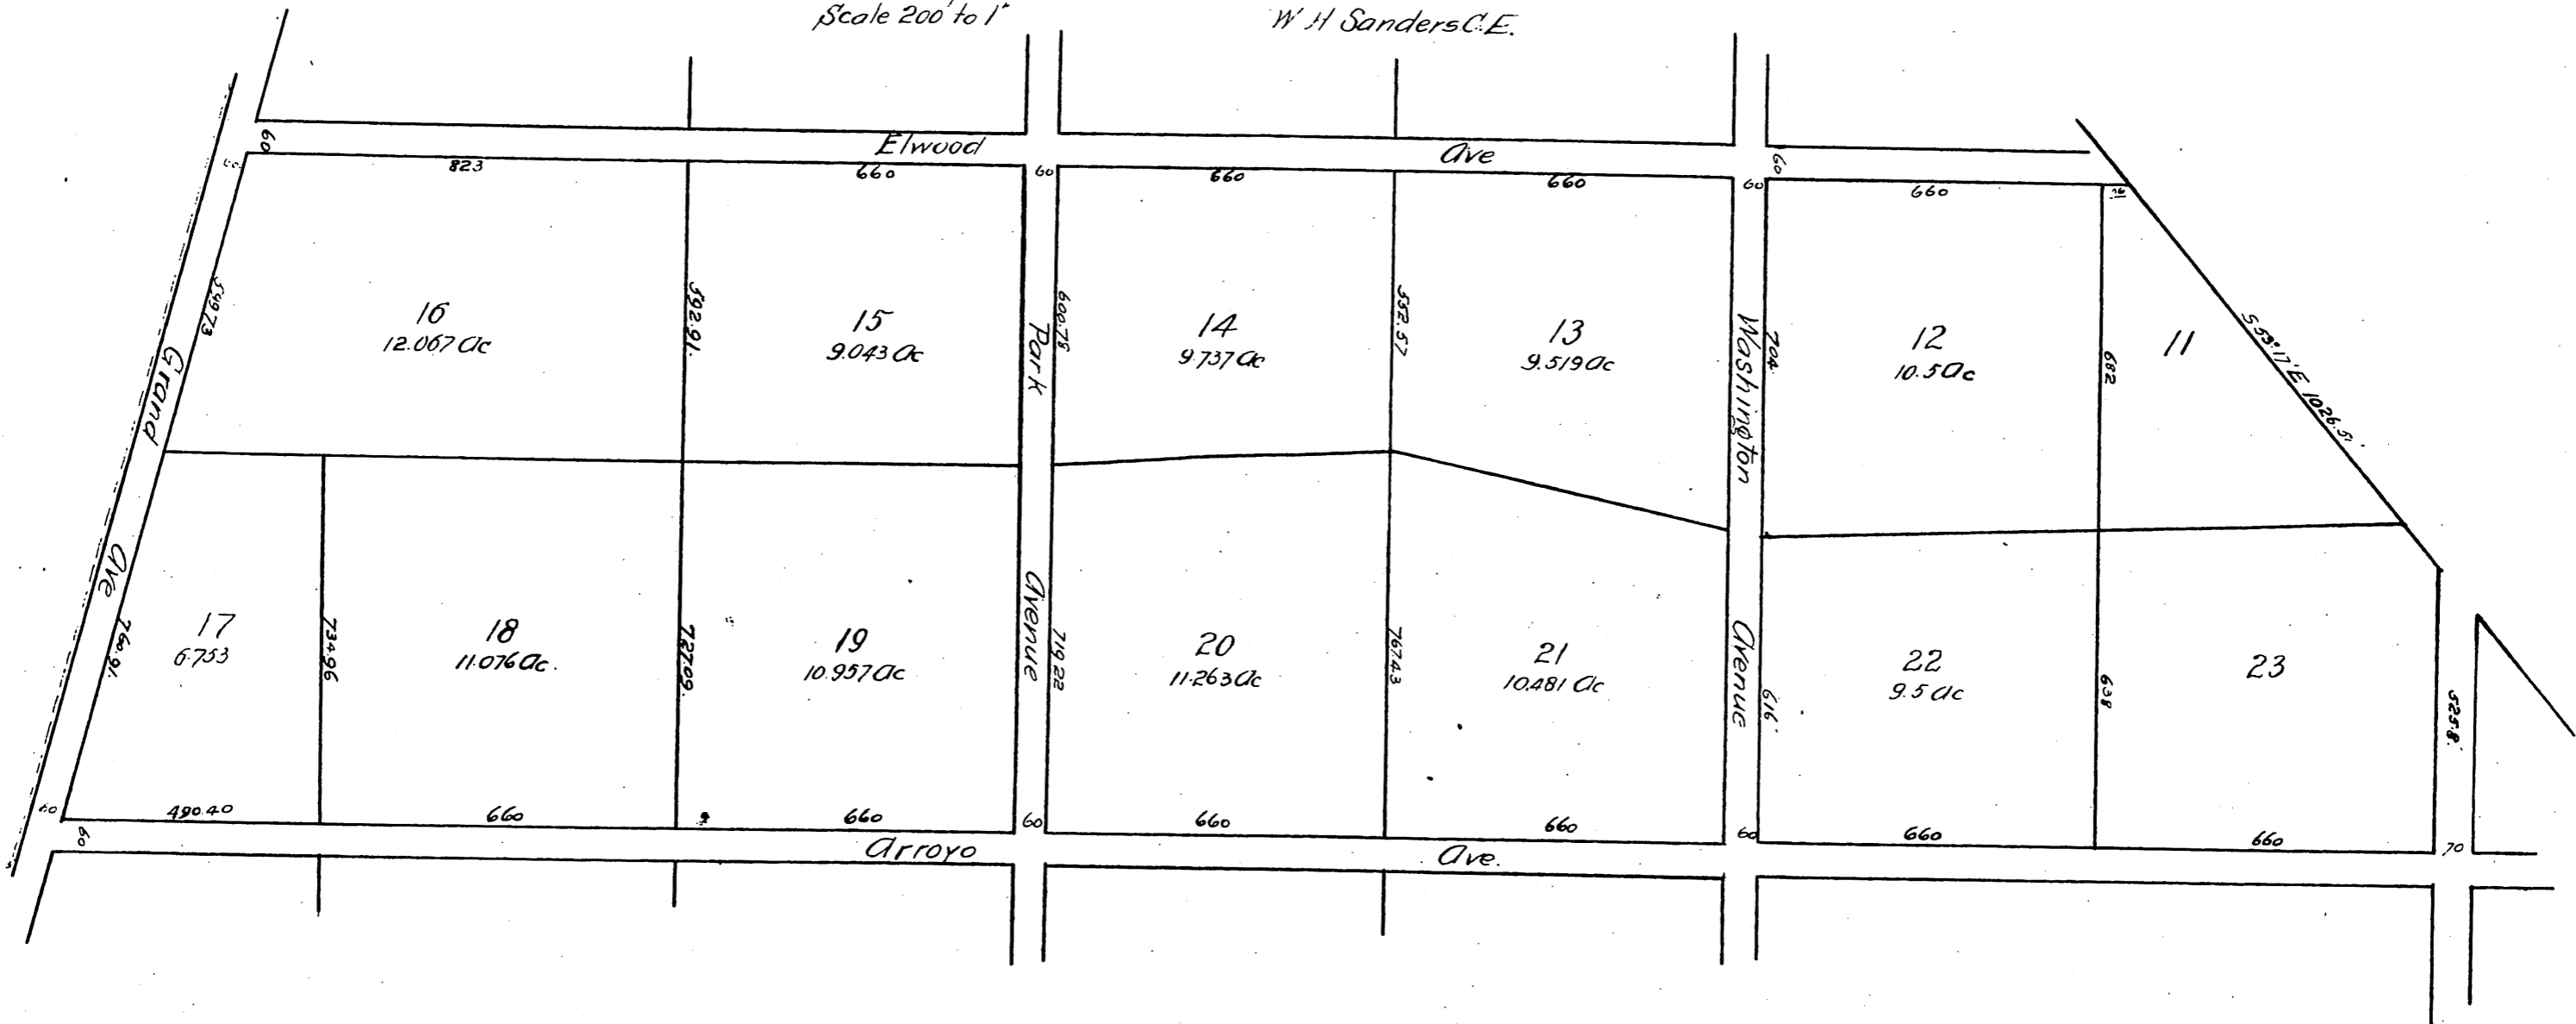 Scale 200' to 1"
W H Sanders C.E.
Elwood Ave
60
823
660
60
660
660
60
60
660
549.73
16
12.067 Ac
592.91
15
9.043 Ac
600.78
14
9.737 Ac
552.57
13
9.519 Ac
704
12
10.5 Ac
682
11
S 53° 17' E 1026.5'
Grand Ave
Park Avenue
Washington Avenue
760.91
17
6.753
734.96
18
11.076 Ac.
727.09
19
10.957 Ac
719.22
20
11.263 Ac
767.43
21
10.481 Ac
616
22
9.5 Ac
638
23
525.8
60
490.40
660
660
60
660
660
60
660
660
70
60
Arroyo Ave.